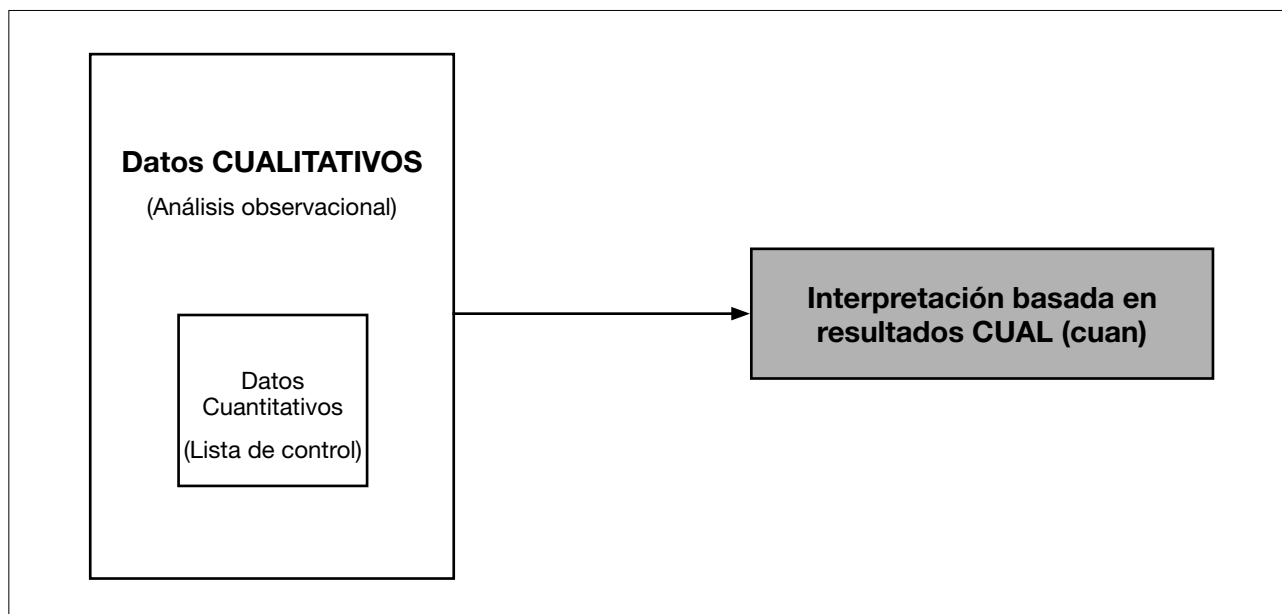 Datos CUALITATIVOS
(Análisis observacional)
Datos
Cuantitativos
(Lista de control)
Interpretación basada en
resultados CUAL (cuan)